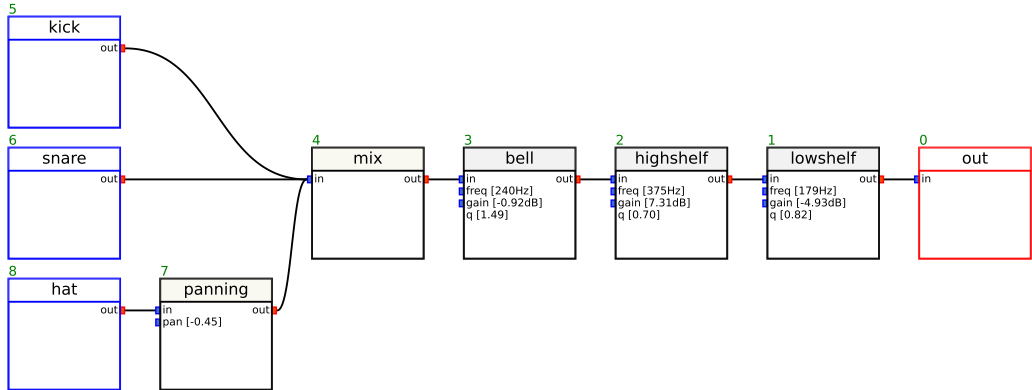 5
kick
out
6
snare
out
8
hat
out
7
panning
in out
pan [-0.45]
4
mix
in out
3
bell
in out
freq [240Hz]
gain [-0.92dB]
q [1.49]
2
highshelf
in out
freq [375Hz]
gain [7.31dB]
q [0.70]
1
lowshelf
in out
freq [179Hz]
gain [-4.93dB]
q [0.82]
0
out
in